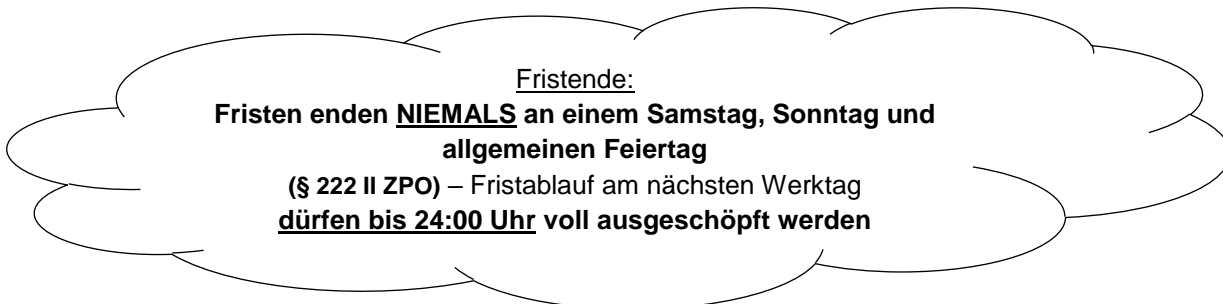 Fristende:
Fristen enden NIEMALS an einem Samstag, Sonntag und
allgemeinen Feiertag
(§ 222 II ZPO) – Fristablauf am nächsten Werktag
dürfen bis 24:00 Uhr voll ausgeschöpft werden